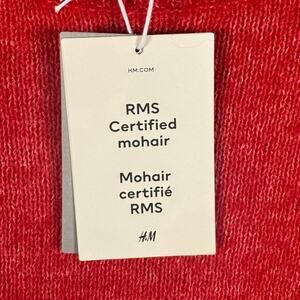 HM.COM
RMS
Certified
mohair
Mohair
certifié
RMS
H&M